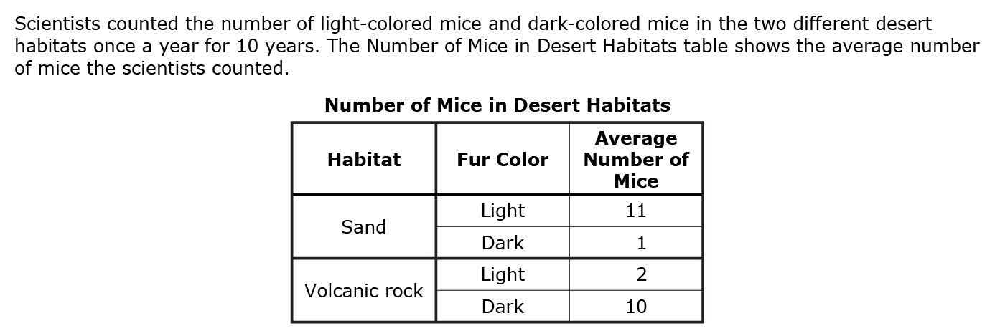 Scientists counted the number of light-colored mice and dark-colored mice in the two different desert
habitats once a year for 10 years. The Number of Mice in Desert Habitats table shows the average number
of mice the scientists counted.
Number of Mice in Desert Habitats
Habitat Fur Color Average Number of Mice
Sand Light 11
Dark 1
Volcanic rock Light 2
Dark 10